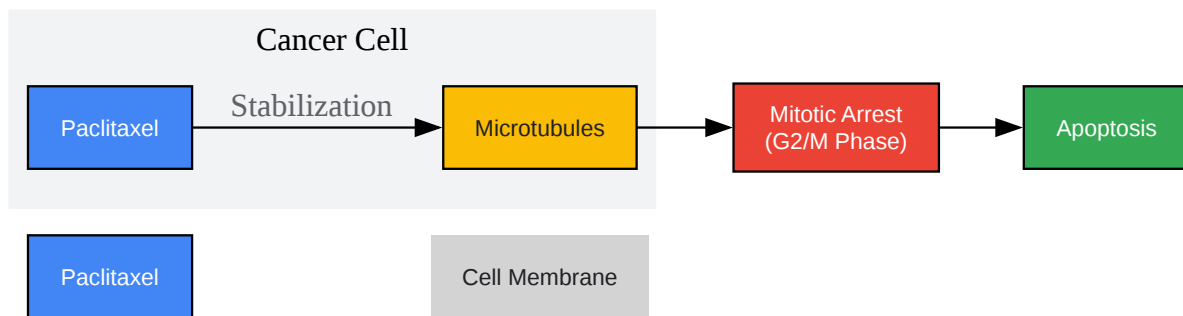 Cancer Cell
Paclitaxel
Stabilization
Microtubules
Mitotic Arrest
(G2/M Phase)
Apoptosis
Paclitaxel
Cell Membrane